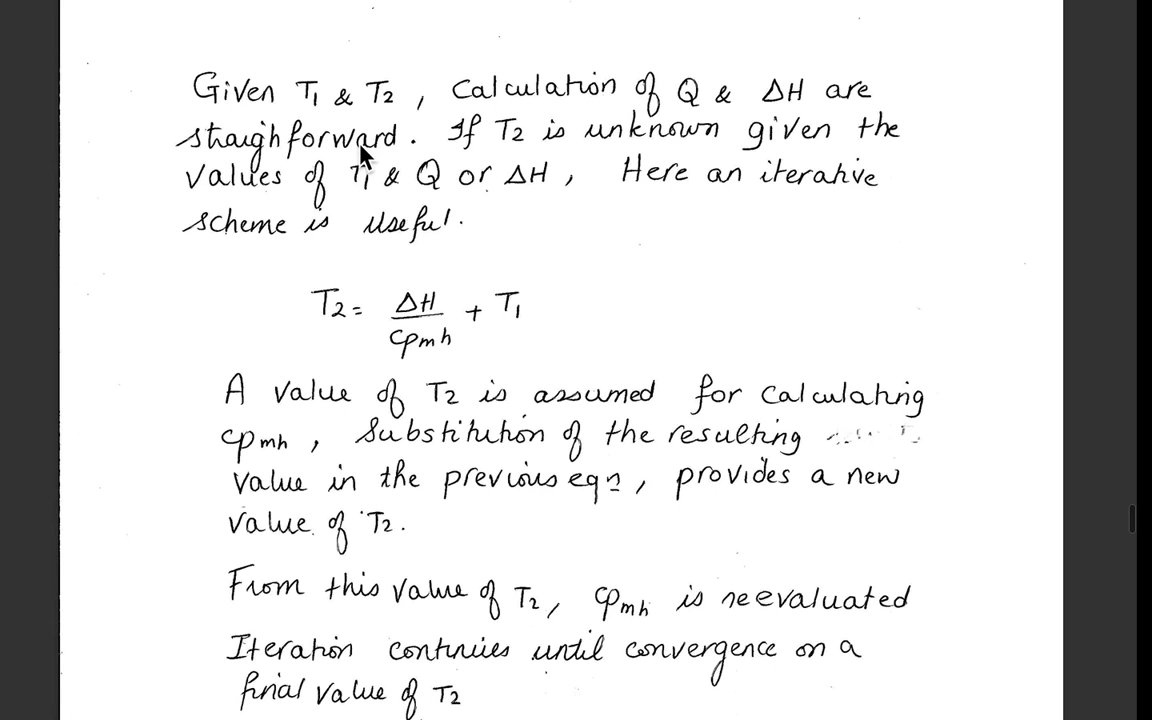 Given T1 & T2, Calculation of Q & ΔH are
staighforward. If T2 is unknown given the
values of T1 & Q or ΔH, Here an iterative
scheme is useful.
T2 = ΔH / Cpmh + T1
A value of T2 is assumed for calculating
Cpmh, Substitution of the resulting
value in the previous eqn, provides a new
value of T2.
From this value of T2, Cpmh is reevaluated
Iteration continues until convergence on a
final value of T2